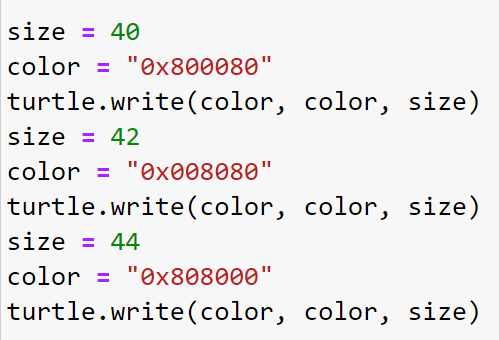 size = 40
color = "0x800080"
turtle.write(color, color, size)
size = 42
color = "0x008080"
turtle.write(color, color, size)
size = 44
color = "0x808000"
turtle.write(color, color, size)